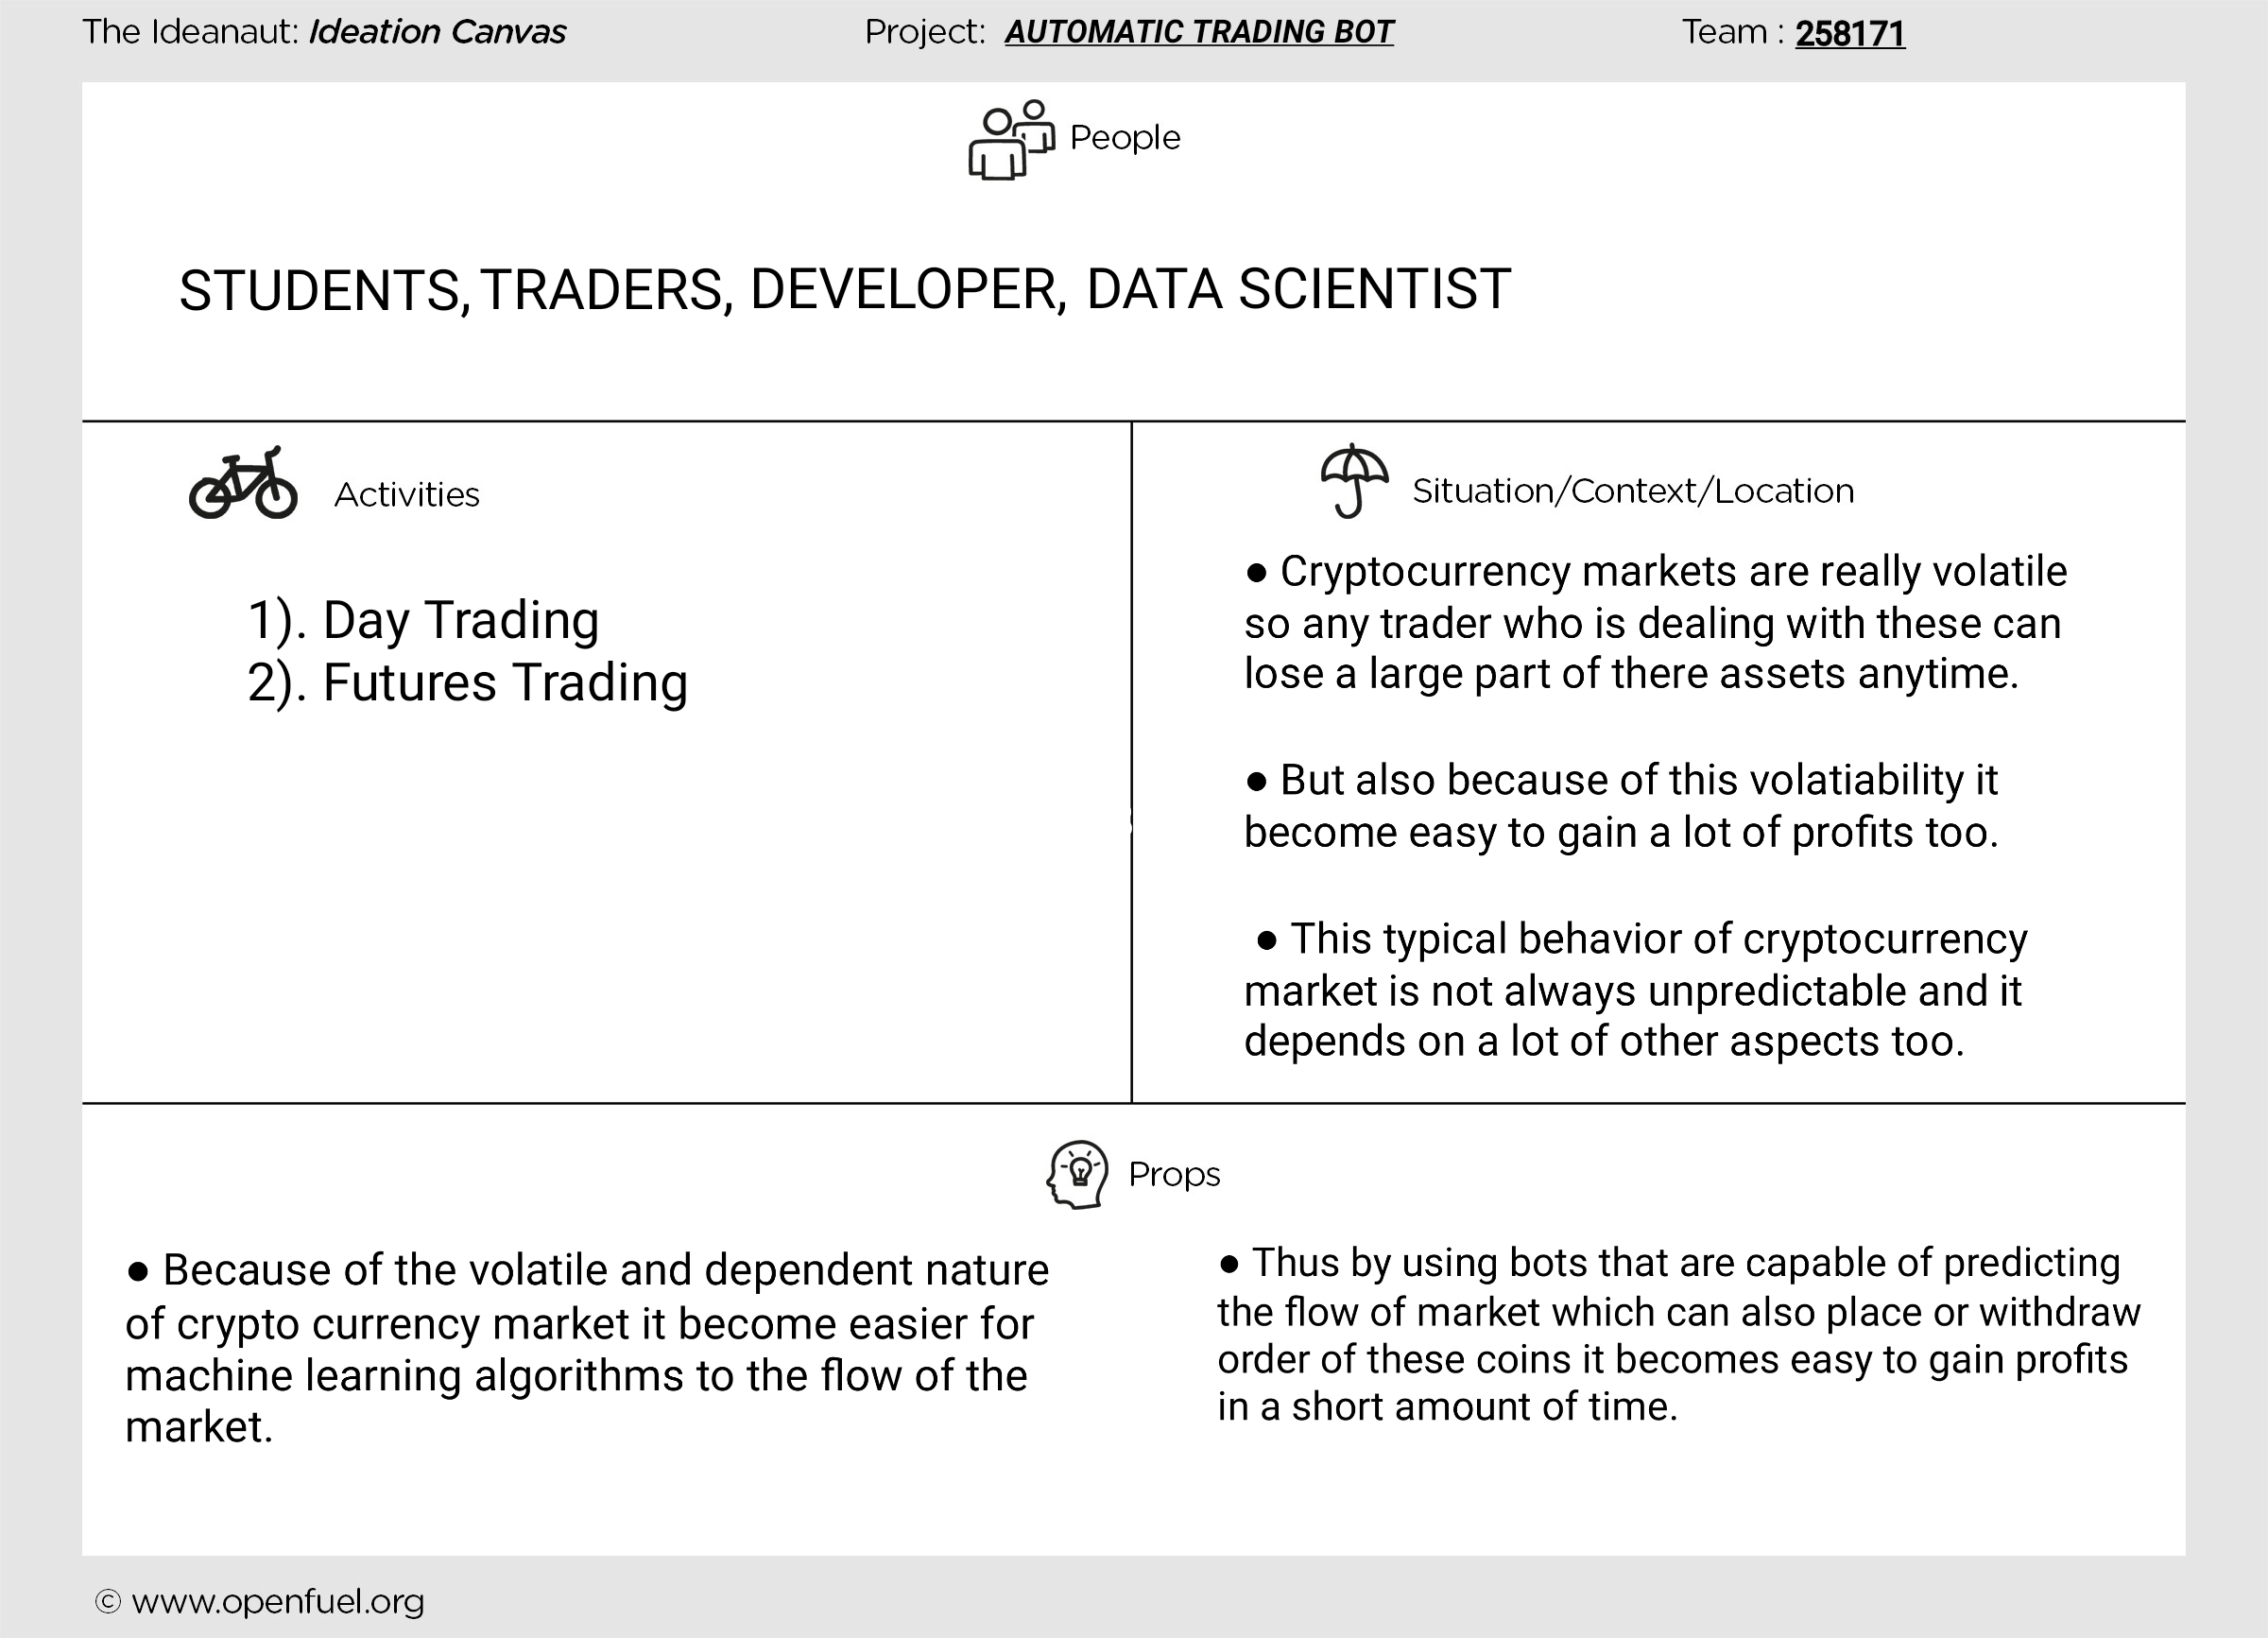 The Ideanaut: Ideation Canvas
Project: AUTOMATIC TRADING BOT
Team : 258171
People
STUDENTS, TRADERS, DEVELOPER, DATA SCIENTIST
Activities
1). Day Trading
2). Futures Trading
Situation/Context/Location
● Cryptocurrency markets are really volatile
so any trader who is dealing with these can
lose a large part of there assets anytime.
● But also because of this volatiability it
become easy to gain a lot of profits too.
● This typical behavior of cryptocurrency
market is not always unpredictable and it
depends on a lot of other aspects too.
Props
● Because of the volatile and dependent nature
of crypto currency market it become easier for
machine learning algorithms to the flow of the
market.
● Thus by using bots that are capable of predicting
the flow of market which can also place or withdraw
order of these coins it becomes easy to gain profits
in a short amount of time.
© www.openfuel.org